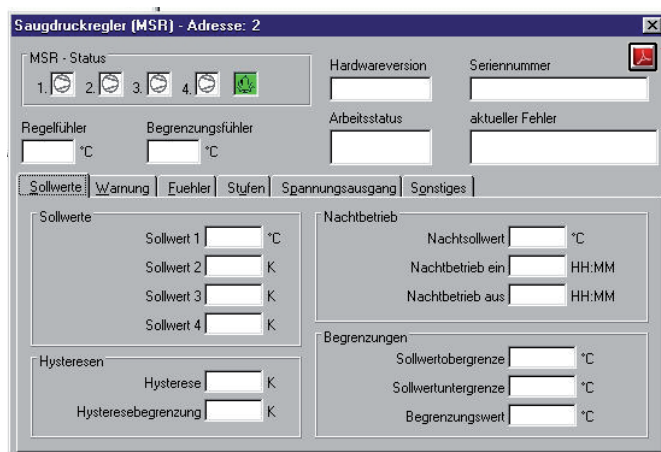 Saugdruckregler (MSR) - Adresse: 2
MSR - Status
1. 2. 3. 4.
Hardwareversion
Seriennummer
Regelfühler
°C
Begrenzungsfühler
°C
Arbeitsstatus
aktueller Fehler
Sollwerte Warnung Fuehler Stufen Spannungsausgang Sonstiges
Sollwerte
Sollwert 1 °C
Sollwert 2 K
Sollwert 3 K
Sollwert 4 K
Hysteresen
Hysterese K
Hysteresebegrenzung K
Nachtbetrieb
Nachtsollwert °C
Nachtbetrieb ein HH:MM
Nachtbetrieb aus HH:MM
Begrenzungen
Sollwertobergrenze °C
Sollwertuntergrenze °C
Begrenzungswert °C